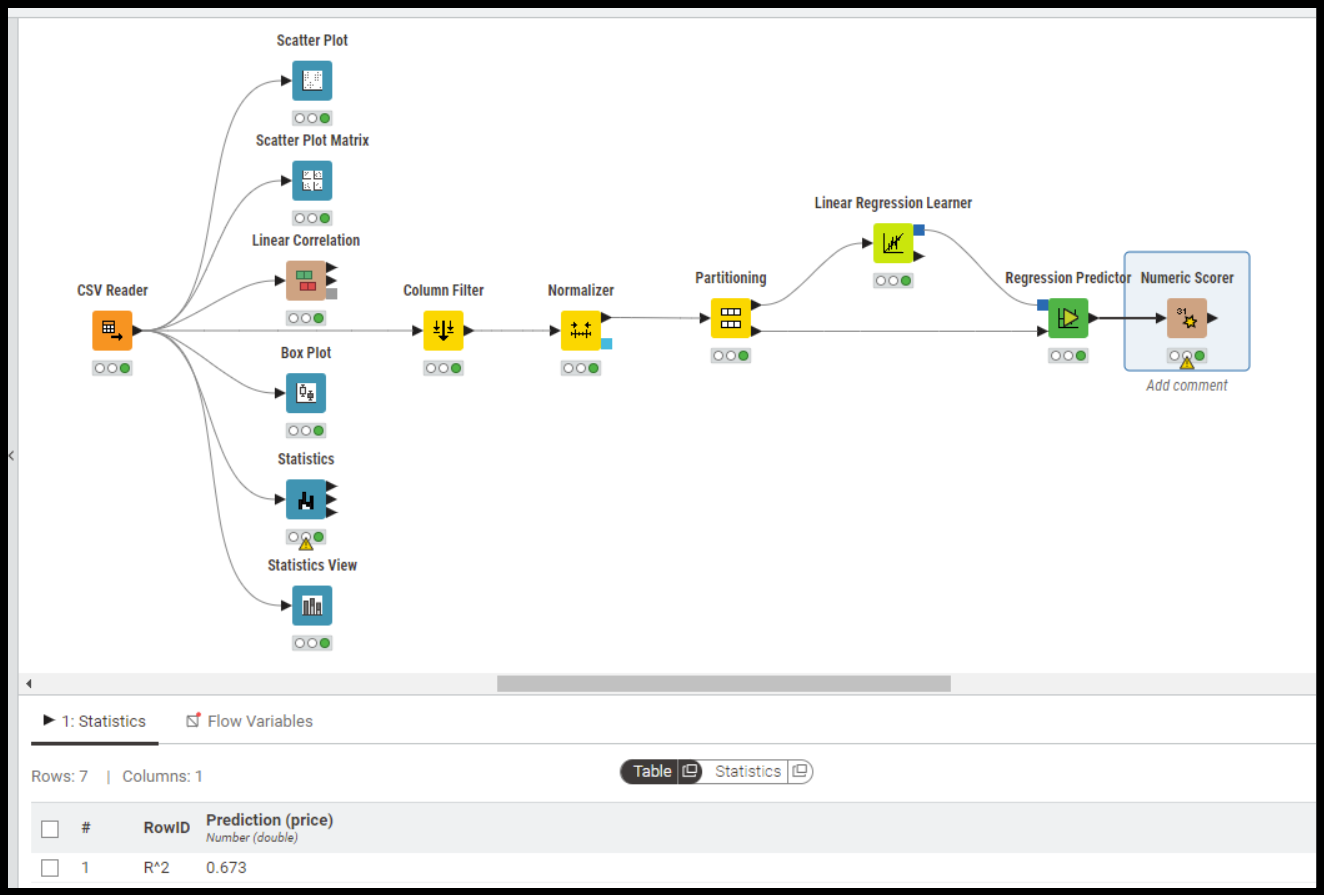 Scatter Plot
Scatter Plot Matrix
Linear Correlation
CSV Reader
Column Filter
Normalizer
Box Plot
Statistics
Statistics View
Partitioning
Linear Regression Learner
Regression Predictor
Numeric Scorer
31
Add comment
1: Statistics
Flow Variables
Rows: 7 | Columns: 1
Table
Statistics
# RowID Prediction (price)
Number (double)
1 R^2 0.673